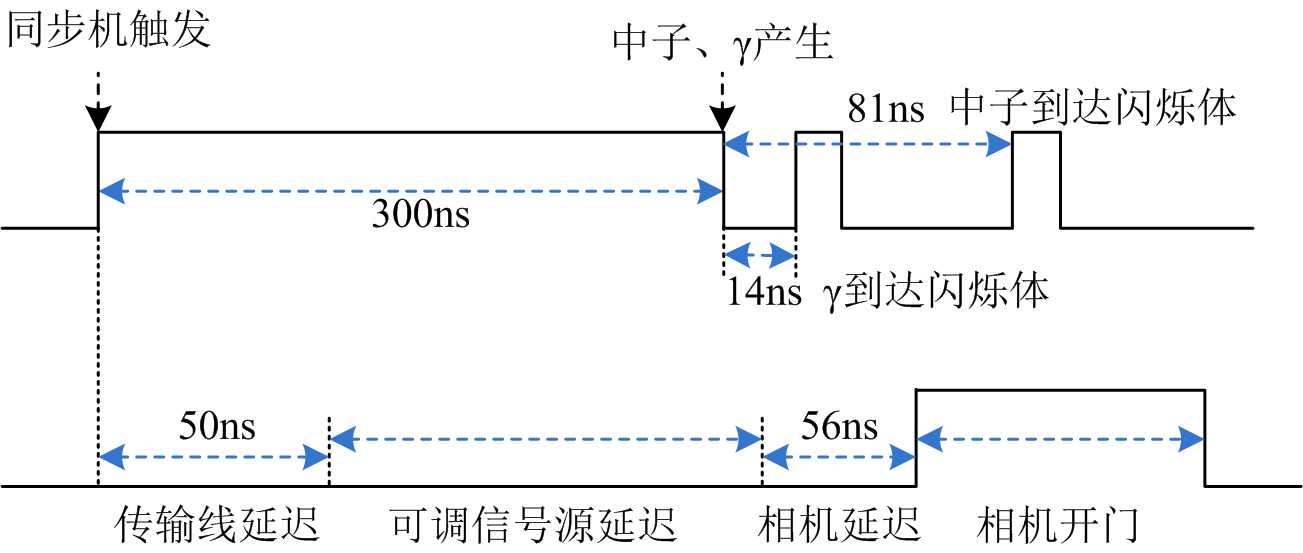 同步机触发
中子、γ产生
81ns 中子到达闪烁体
300ns
14ns γ到达闪烁体
50ns
56ns
传输线延迟
可调信号源延迟
相机延迟
相机开门